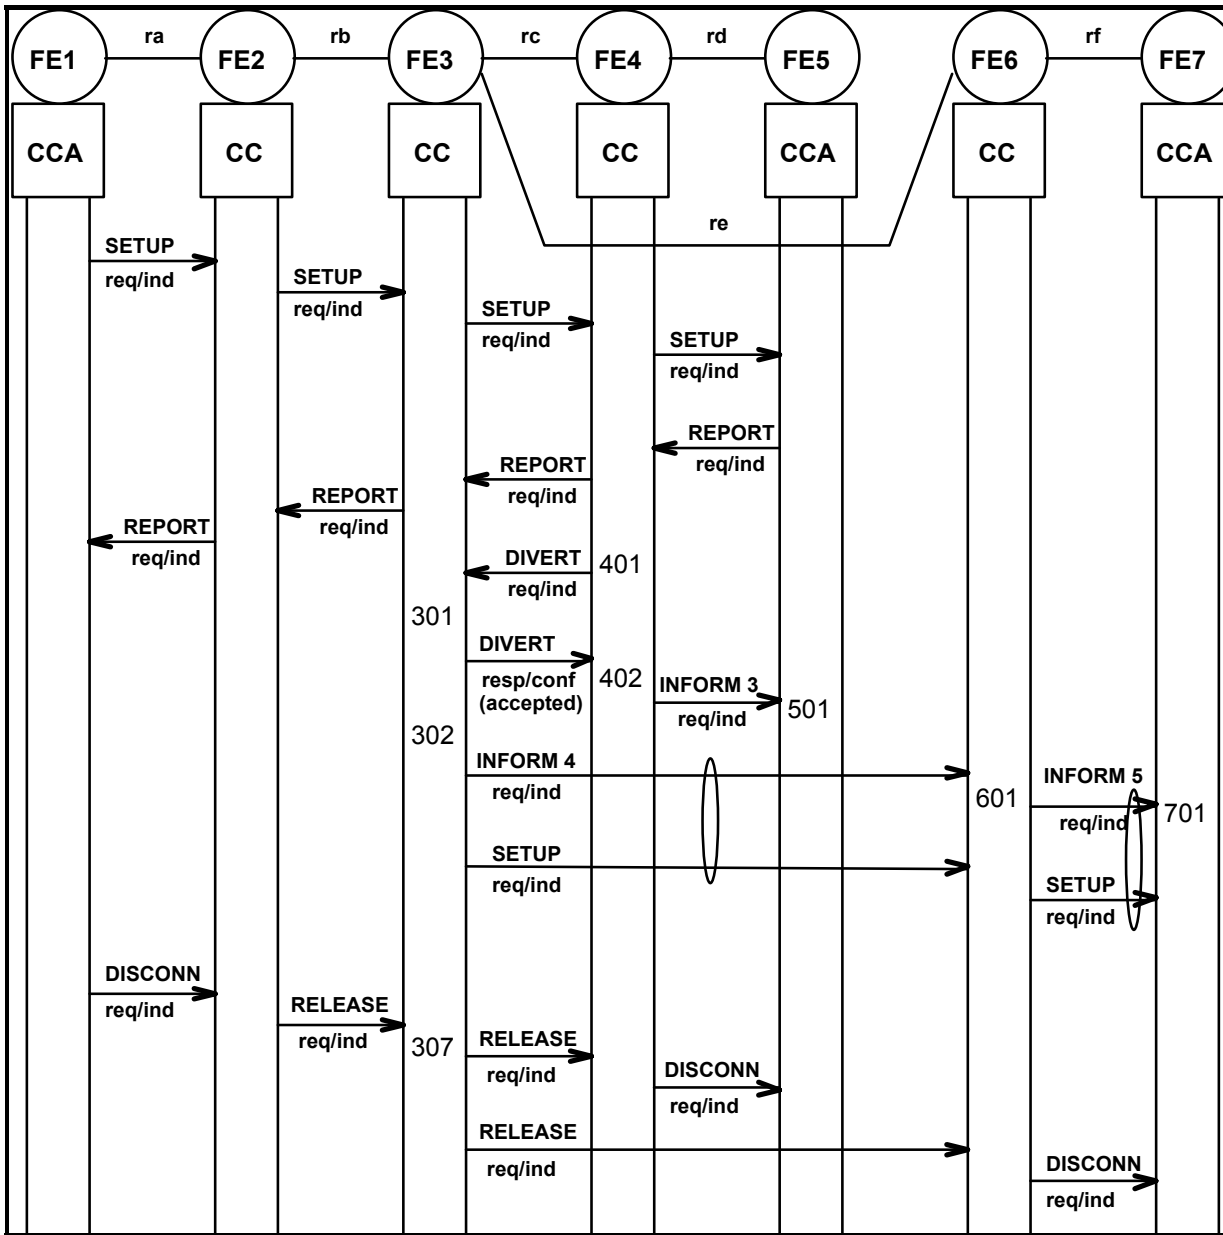 ra rb rc rd rf
FE1 FE2 FE3 FE4 FE5 FE6 FE7
CCA CC CC CC CCA CC CCA
re
SETUP
req/ind
SETUP
req/ind
SETUP
req/ind
SETUP
req/ind
REPORT
req/ind
REPORT
req/ind
REPORT
req/ind
REPORT
req/ind
DIVERT 401
req/ind
301
DIVERT
resp/conf 402
(accepted)
INFORM 3
req/ind 501
302
INFORM 4
req/ind
601
INFORM 5
req/ind 701
SETUP
req/ind
SETUP
req/ind
DISCONN
req/ind
RELEASE
req/ind
307
RELEASE
req/ind
DISCONN
req/ind
RELEASE
req/ind
DISCONN
req/ind